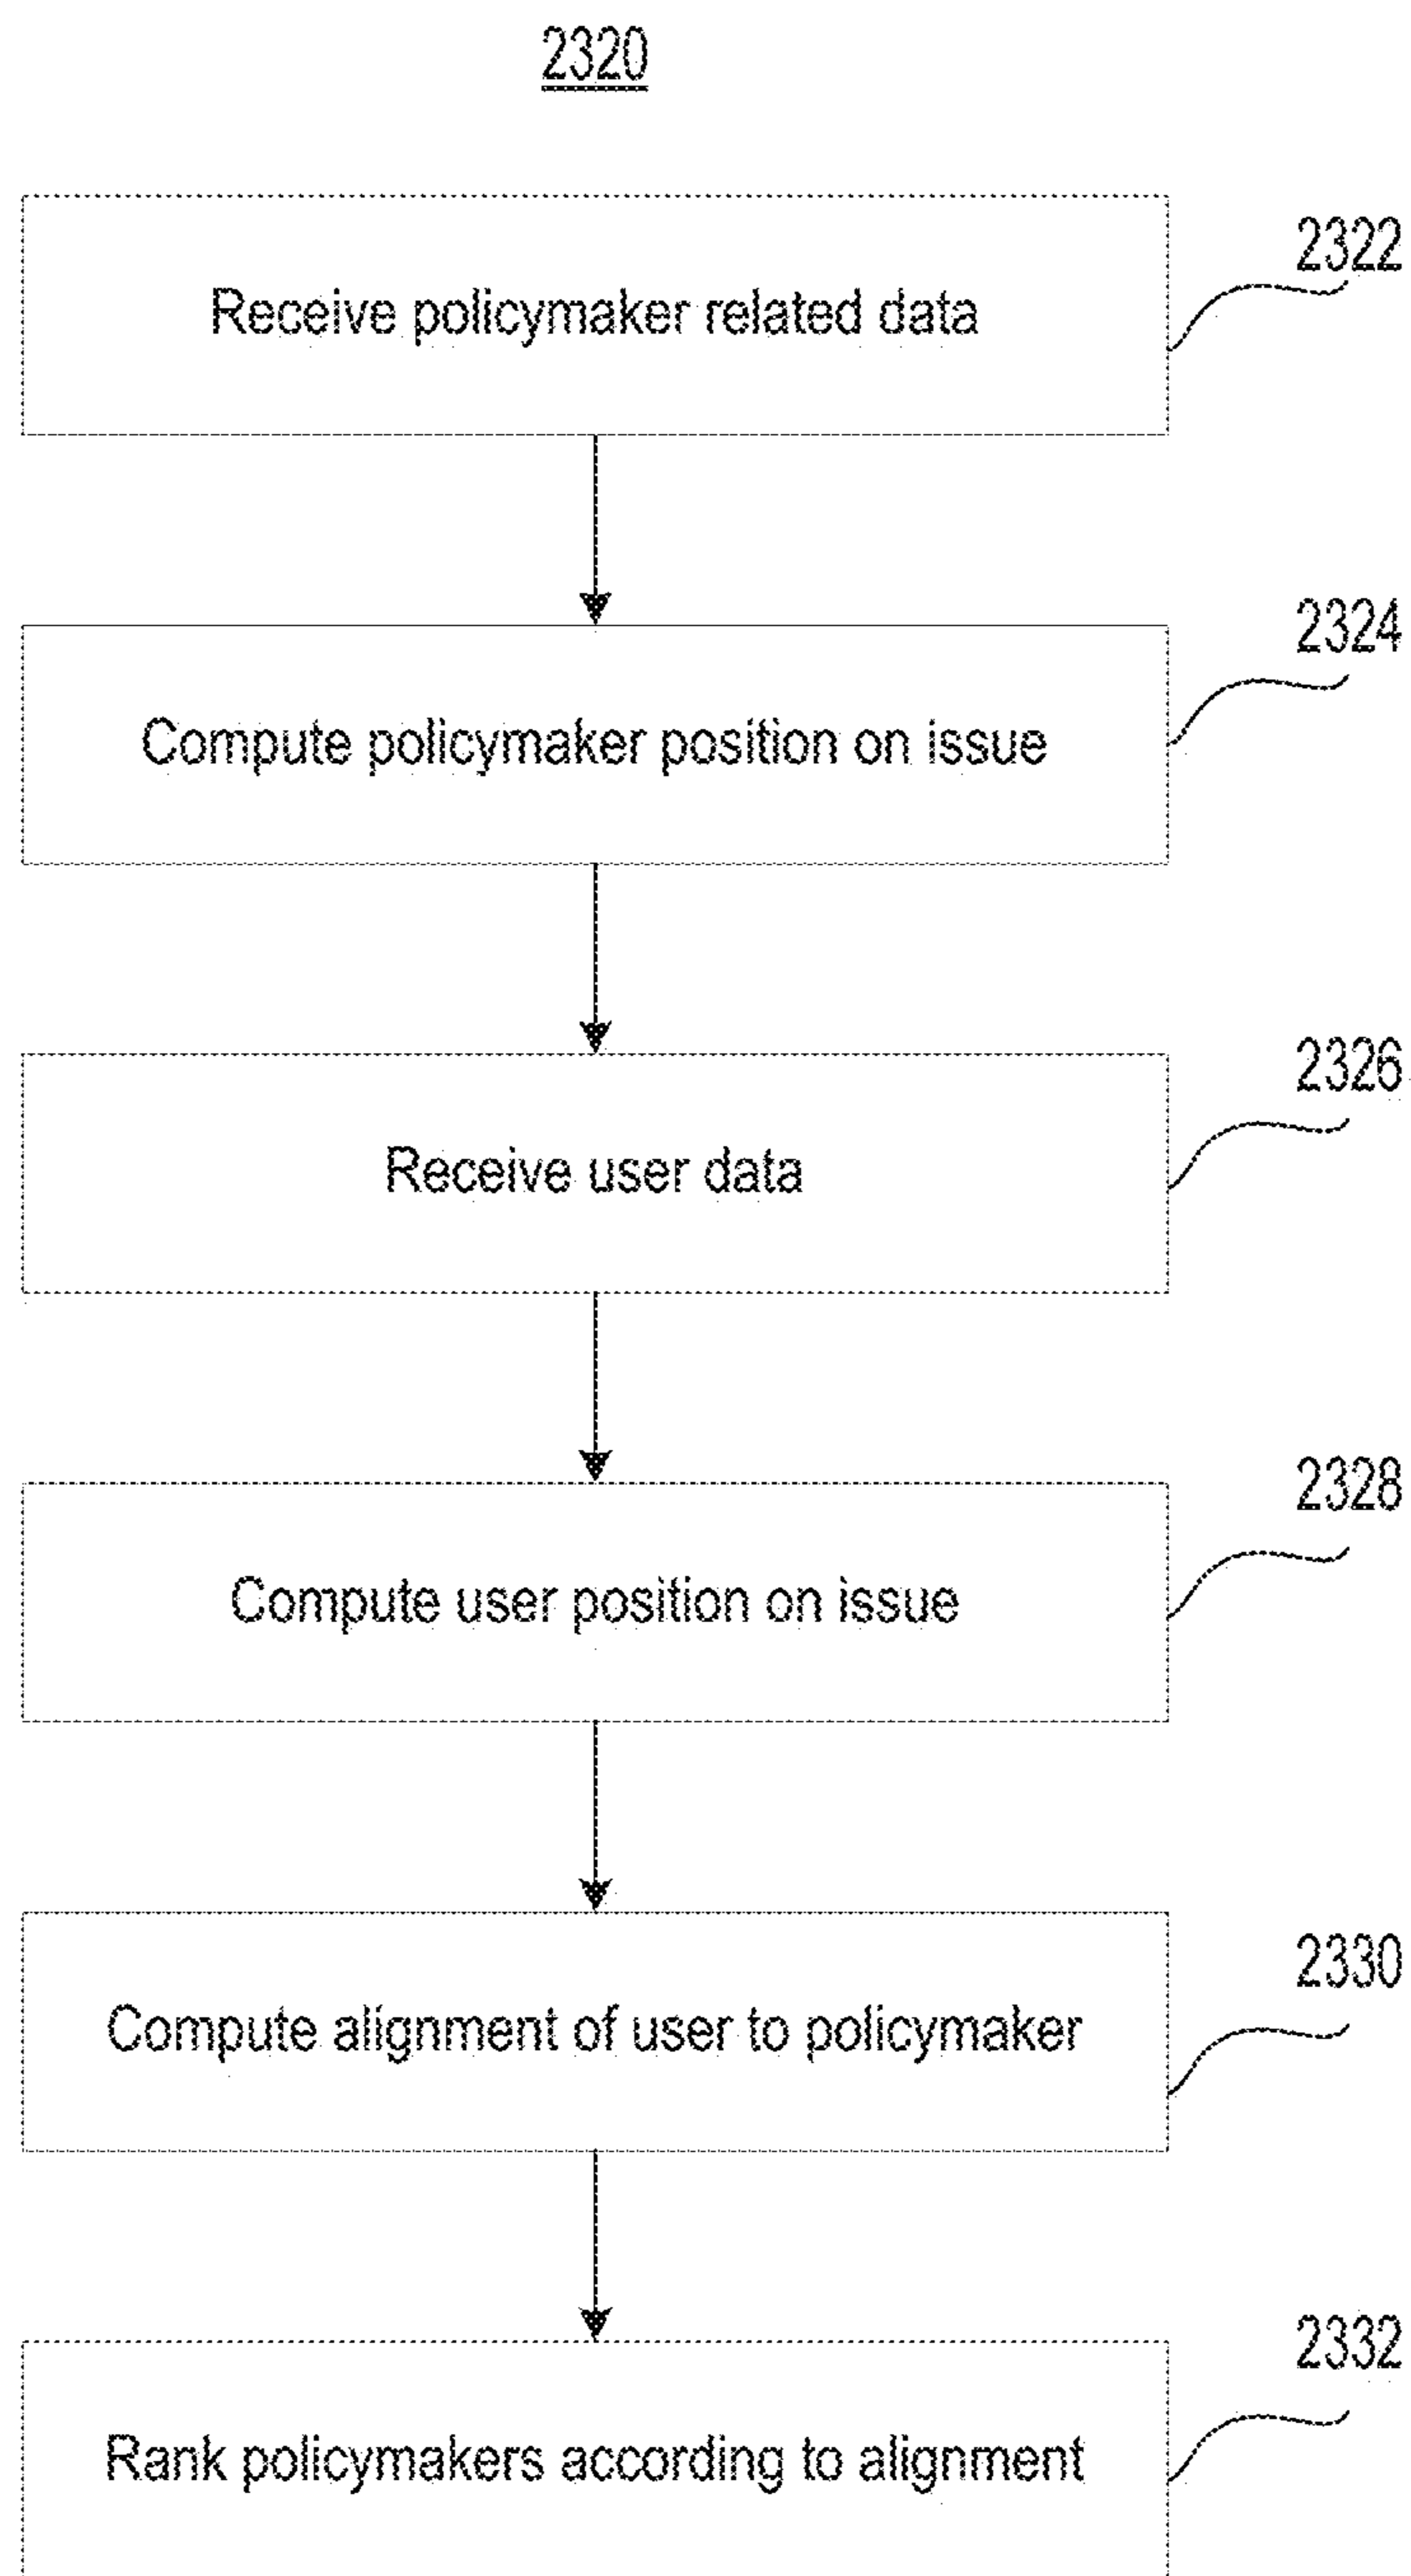 2320
Receive policymaker related data
2322
Compute policymaker position on issue
2324
Receive user data
2326
Compute user position on issue
2328
Compute alignment of user to policymaker
2330
Rank policymakers according to alignment
2332